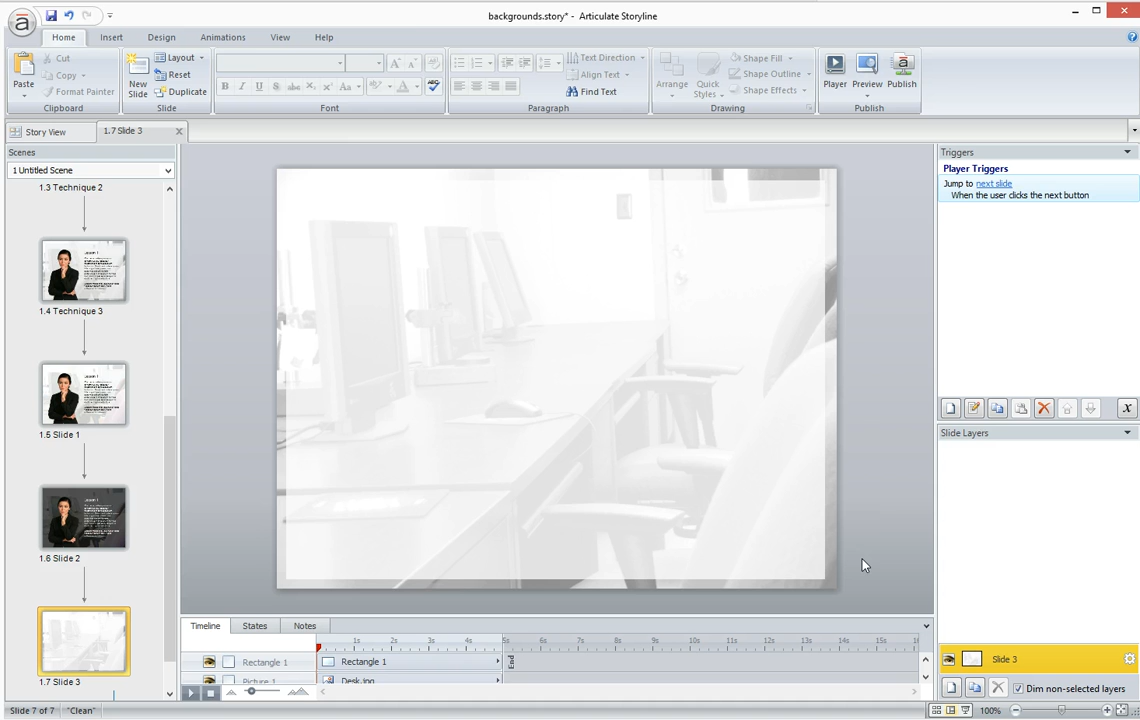 backgrounds.story* - Articulate Storyline
Home
Insert
Design
Animations
View
Help
Paste
Cut
Copy
Format Painter
Clipboard
New Slide
Layout
Reset
Duplicate
Slide
Font
Text Direction
Align Text
Find Text
Paragraph
Arrange
Quick Styles
Shape Fill
Shape Outline
Shape Effects
Drawing
Player
Preview
Publish
Publish
Story View
1.7 Slide 3
Scenes
1 Untitled Scene
1.3 Technique 2
1.4 Technique 3
1.5 Slide 1
1.6 Slide 2
1.7 Slide 3
Triggers
Player Triggers
Jump to next slide
When the user clicks the next button
Slide Layers
Slide 3
Dim non-selected layers
Timeline
States
Notes
1s 2s 3s 4s 5s 6s 7s 8s 9s 10s 11s 12s 13s 14s 15s
End
Rectangle 1
Rectangle 1
Picture 1
Desk.jpg
Slide 7 of 7
"Clean"
100%